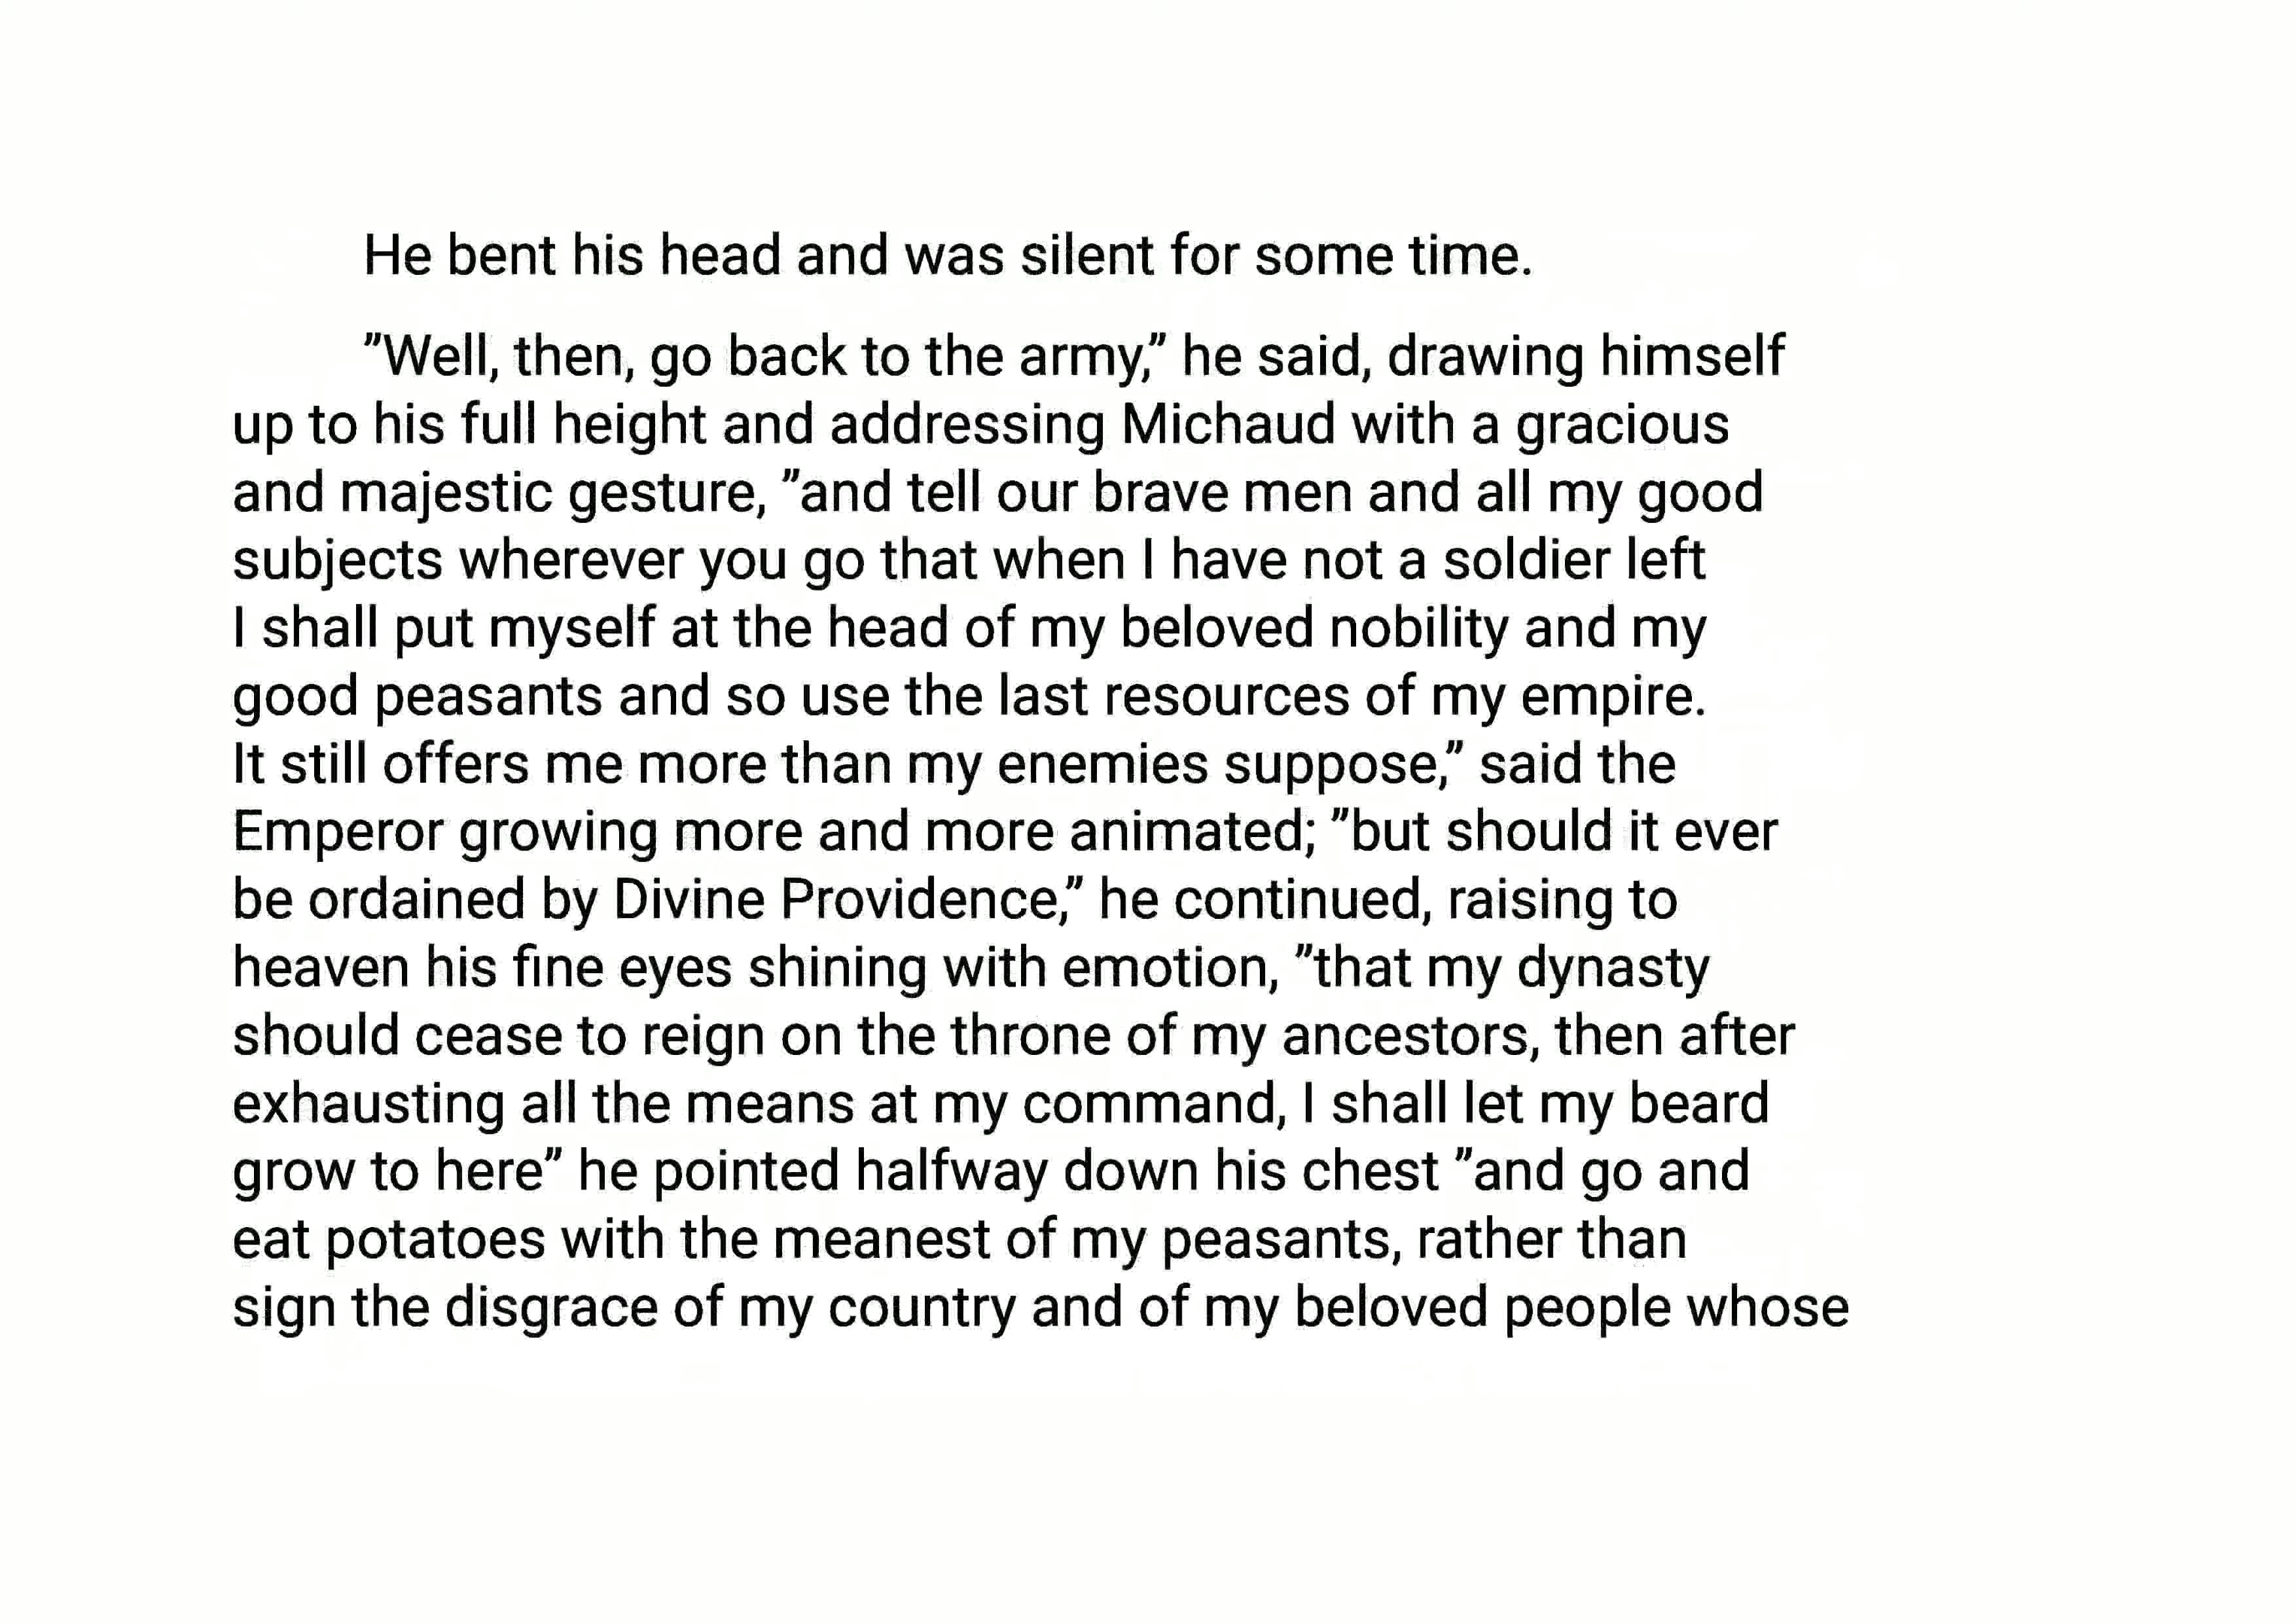 He bent his head and was silent for some time.
”Well, then, go back to the army,” he said, drawing himself
up to his full height and addressing Michaud with a gracious
and majestic gesture, ”and tell our brave men and all my good
subjects wherever you go that when I have not a soldier left
I shall put myself at the head of my beloved nobility and my
good peasants and so use the last resources of my empire.
It still offers me more than my enemies suppose,” said the
Emperor growing more and more animated; ”but should it ever
be ordained by Divine Providence,” he continued, raising to
heaven his fine eyes shining with emotion, ”that my dynasty
should cease to reign on the throne of my ancestors, then after
exhausting all the means at my command, I shall let my beard
grow to here” he pointed halfway down his chest ”and go and
eat potatoes with the meanest of my peasants, rather than
sign the disgrace of my country and of my beloved people whose